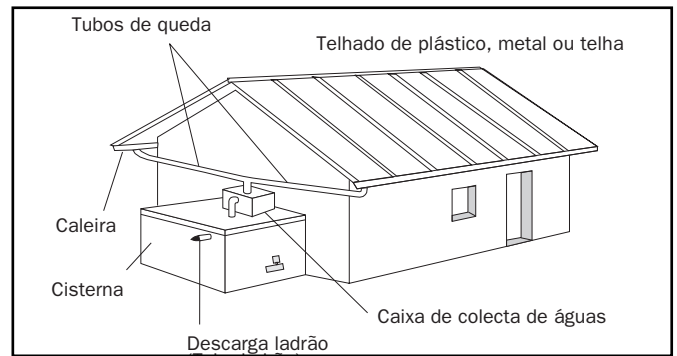 Tubos de queda
Telhado de plástico, metal ou telha
Caleira
Cisterna
Caixa de colecta de águas
Descarga ladrão